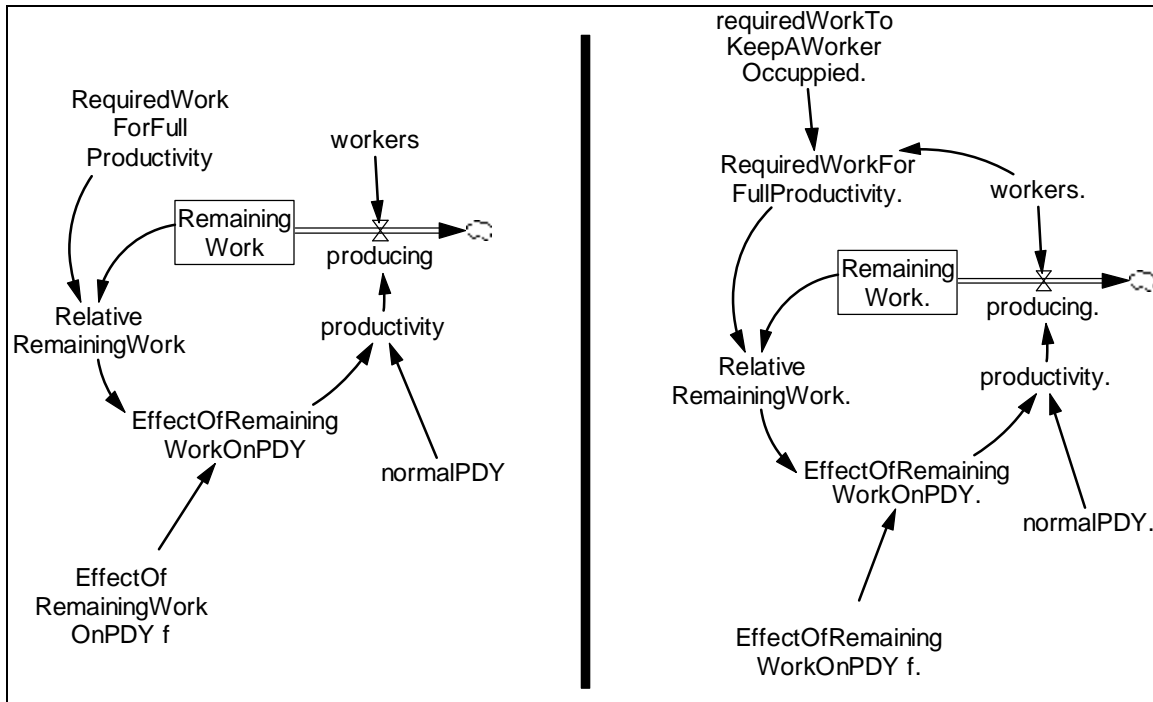 RequiredWork
ForFull
Productivity
workers
Remaining
Work
producing
Relative
RemainingWork
productivity
EffectOfRemaining
WorkOnPDY
normalPDY
EffectOf
RemainingWork
OnPDY f
requiredWorkTo
KeepAWorker
Occuppied.
RequiredWorkFor
FullProductivity.
workers.
Remaining
Work.
producing.
Relative
RemainingWork.
productivity.
EffectOfRemaining
WorkOnPDY.
normalPDY.
EffectOfRemaining
WorkOnPDY f.